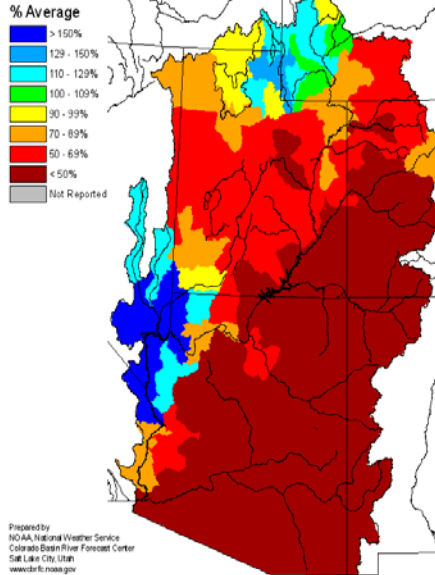 % Average
> 150%
129 - 150%
110 - 129%
100 - 109%
90 - 99%
70 - 89%
50 - 69%
< 50%
Not Reported
Prepared by
NOAA, National Weather Service
Colorado Basin River Forecast Center
Salt Lake City, Utah
www.cbrfc.noaa.gov